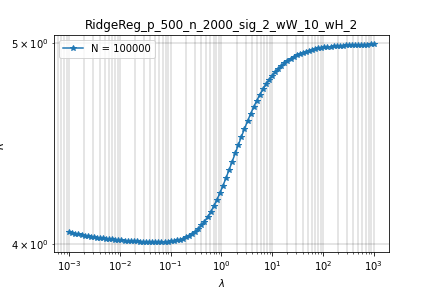 RidgeReg_p_500_n_2000_sig_2_wW_10_wH_2
N = 100000
5 × 10⁰
4 × 10⁰
10⁻³ 10⁻² 10⁻¹ 10⁰ 10¹ 10² 10³
λ